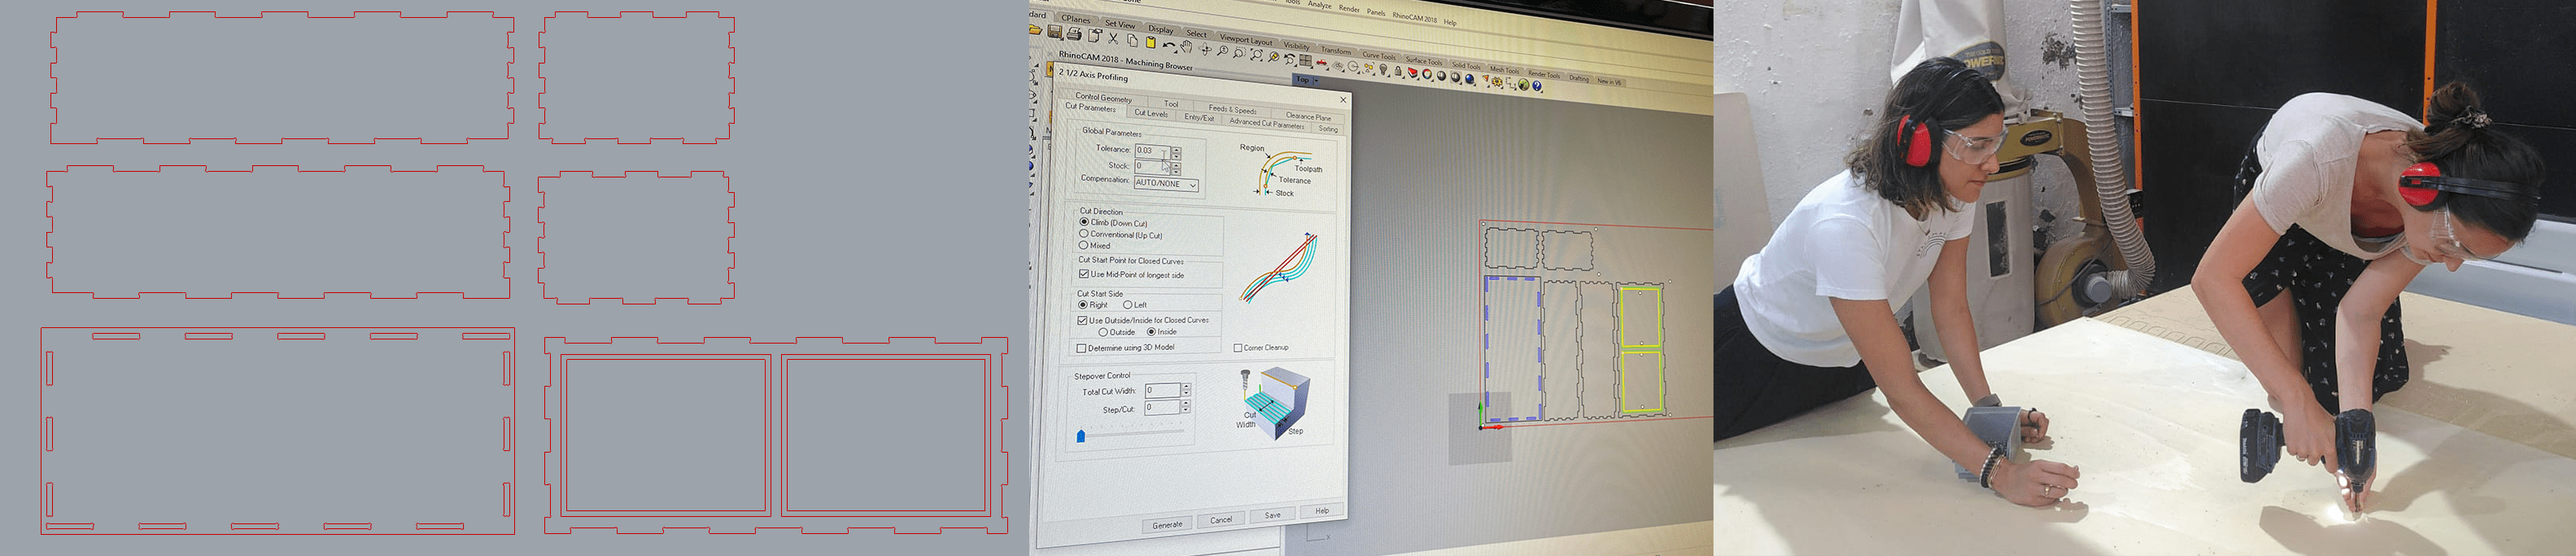 Tools Analyze Render Panels RhinoCAM 2018 Help
CPlanes Set View Display Select Viewport Layout Visibility Transform Curve Tools Surface Tools Solid Tools Mesh Tools Render Tools Drafting New in V6
RhinoCAM 2018 - Machining Browser
2 1/2 Axis Profiling
Top
Control Geometry Tool Feeds & Speeds Clearance Plane
Cut Parameters Cut Levels Entry/Exit Advanced Cut Parameters Sorting
Global Parameters
Tolerance: 0.03
Stock: 0
Compensation: AUTO/NONE
Region
Toolpath
Tolerance
Stock
Cut Direction
Climb (Down Cut)
Conventional (Up Cut)
Mixed
Cut Start Point for Closed Curves
Use Mid-Point of longest side
Cut Start Side
Right Left
Use Outside/Inside for Closed Curves
Outside Inside
Determine using 3D Model
Corner Cleanup
Stepover Control
Total Cut Width: 0
Step/Cut: 0
Cut
Width
Step
Generate Cancel Save Help